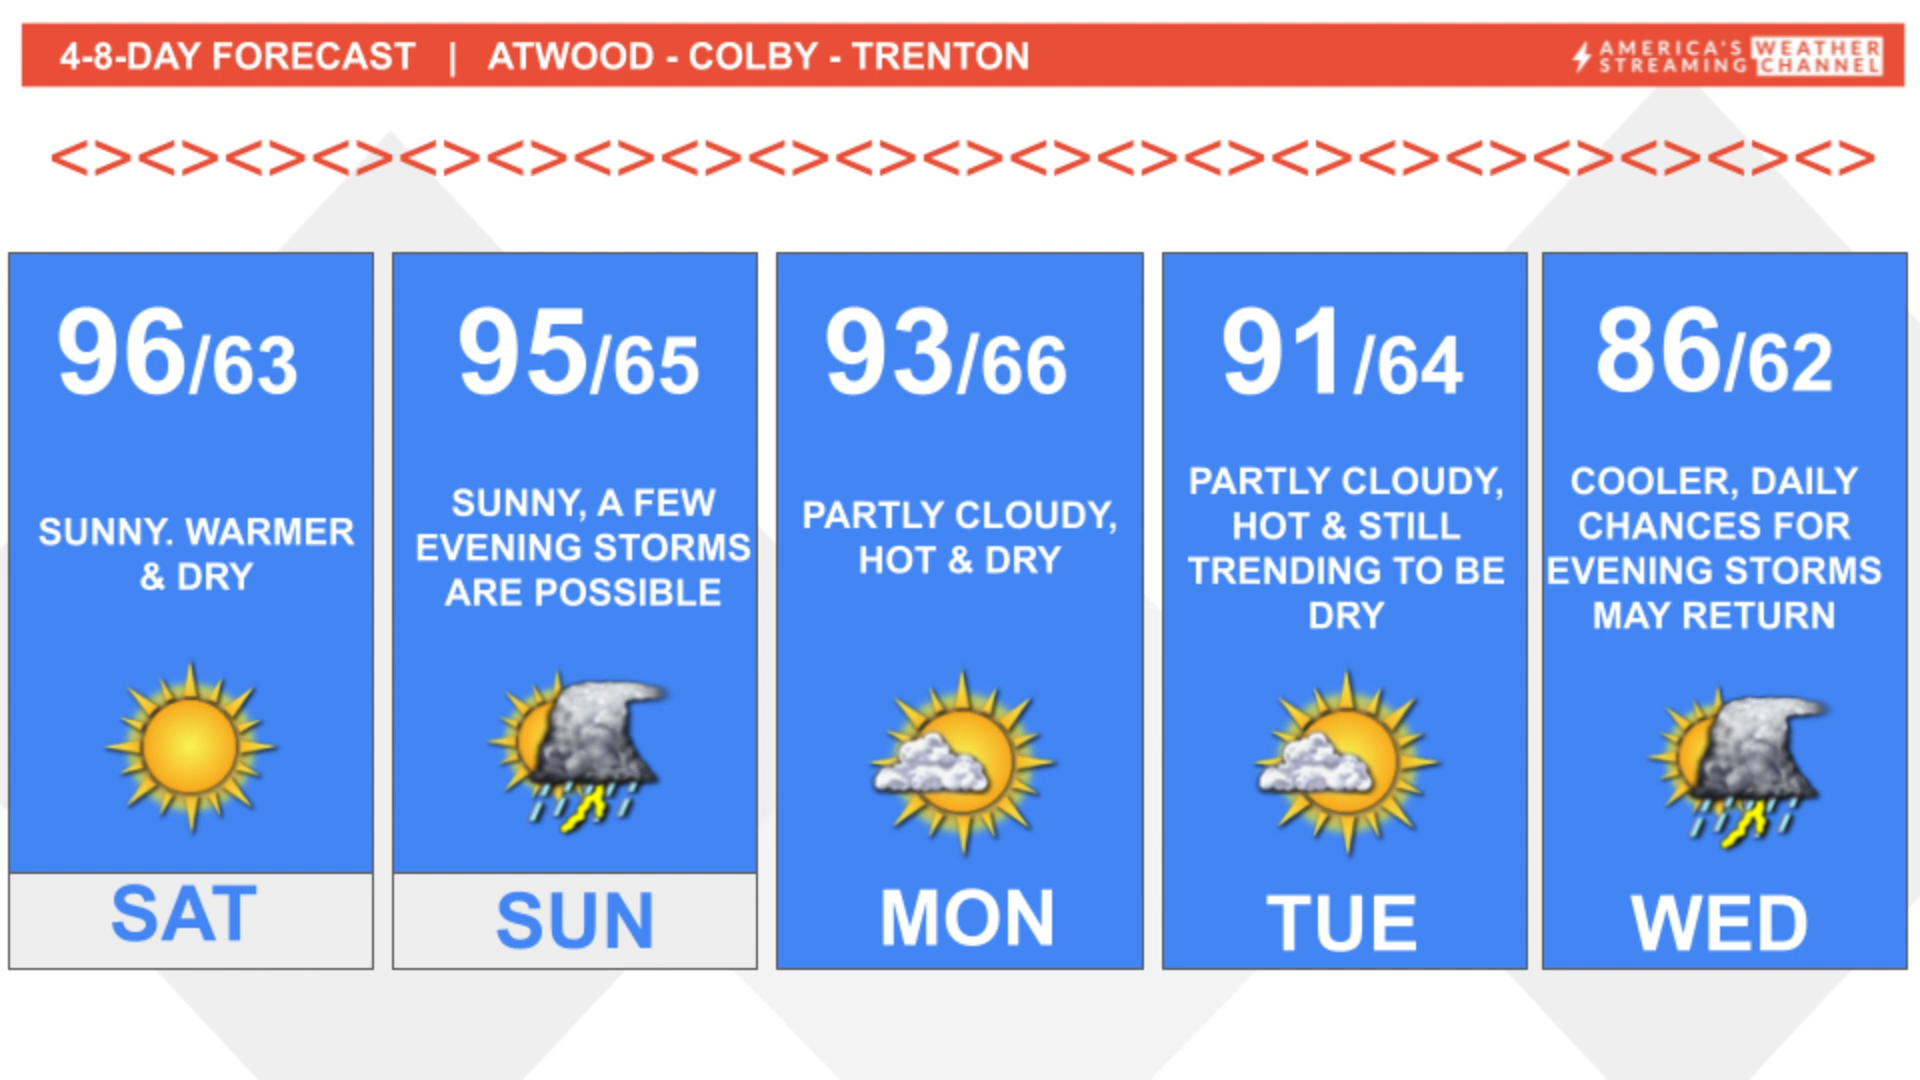 4-8-DAY FORECAST | ATWOOD - COLBY - TRENTON
AMERICA'S WEATHER
STREAMING CHANNEL
<><><><><><><><><><><><><><><><><><><><><>
96/63
SUNNY. WARMER
& DRY
SAT
95/65
SUNNY, A FEW
EVENING STORMS
ARE POSSIBLE
SUN
93/66
PARTLY CLOUDY,
HOT & DRY
MON
91/64
PARTLY CLOUDY,
HOT & STILL
TRENDING TO BE
DRY
TUE
86/62
COOLER, DAILY
CHANCES FOR
EVENING STORMS
MAY RETURN
WED